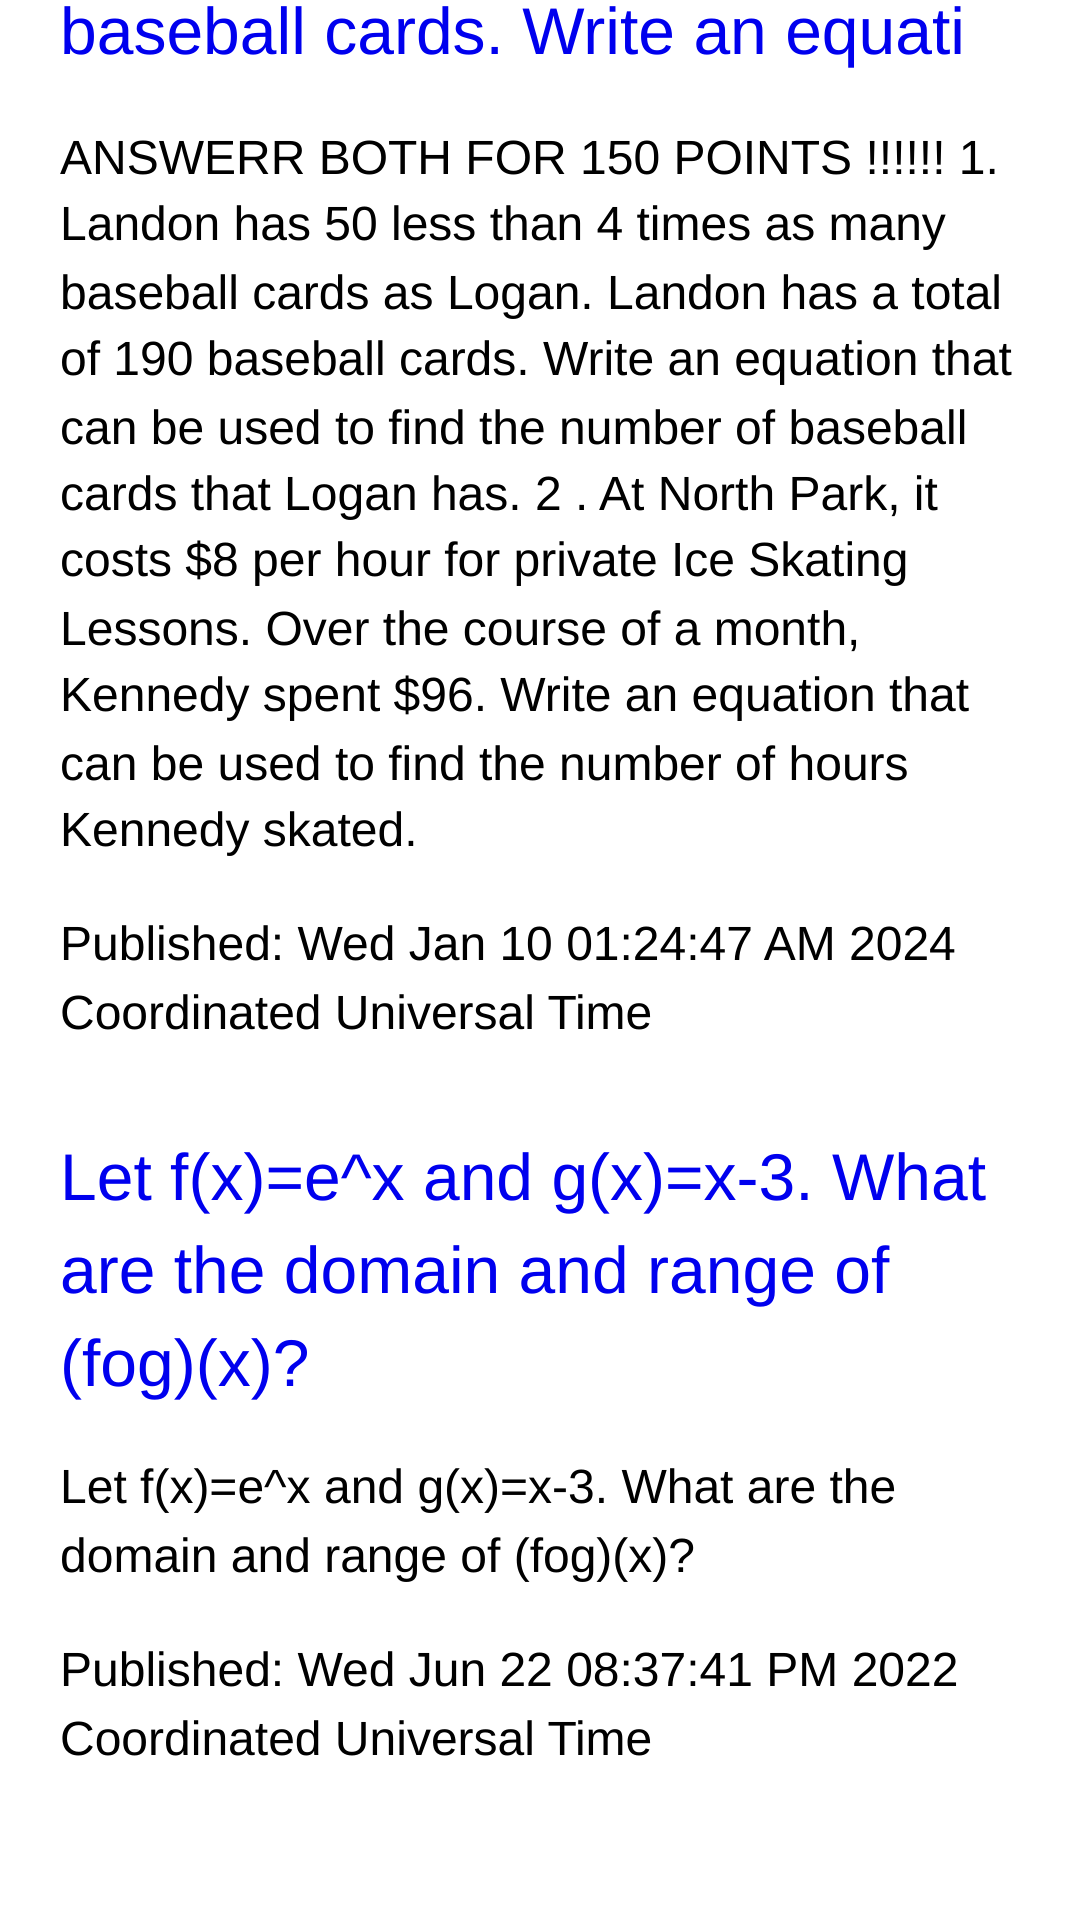 baseball cards. Write an equati
ANSWERR BOTH FOR 150 POINTS !!!!!! 1.
Landon has 50 less than 4 times as many
baseball cards as Logan. Landon has a total
of 190 baseball cards. Write an equation that
can be used to find the number of baseball
cards that Logan has. 2 . At North Park, it
costs $8 per hour for private Ice Skating
Lessons. Over the course of a month,
Kennedy spent $96. Write an equation that
can be used to find the number of hours
Kennedy skated.
Published: Wed Jan 10 01:24:47 AM 2024
Coordinated Universal Time
Let f(x)=e^x and g(x)=x-3. What
are the domain and range of
(fog)(x)?
Let f(x)=e^x and g(x)=x-3. What are the
domain and range of (fog)(x)?
Published: Wed Jun 22 08:37:41 PM 2022
Coordinated Universal Time